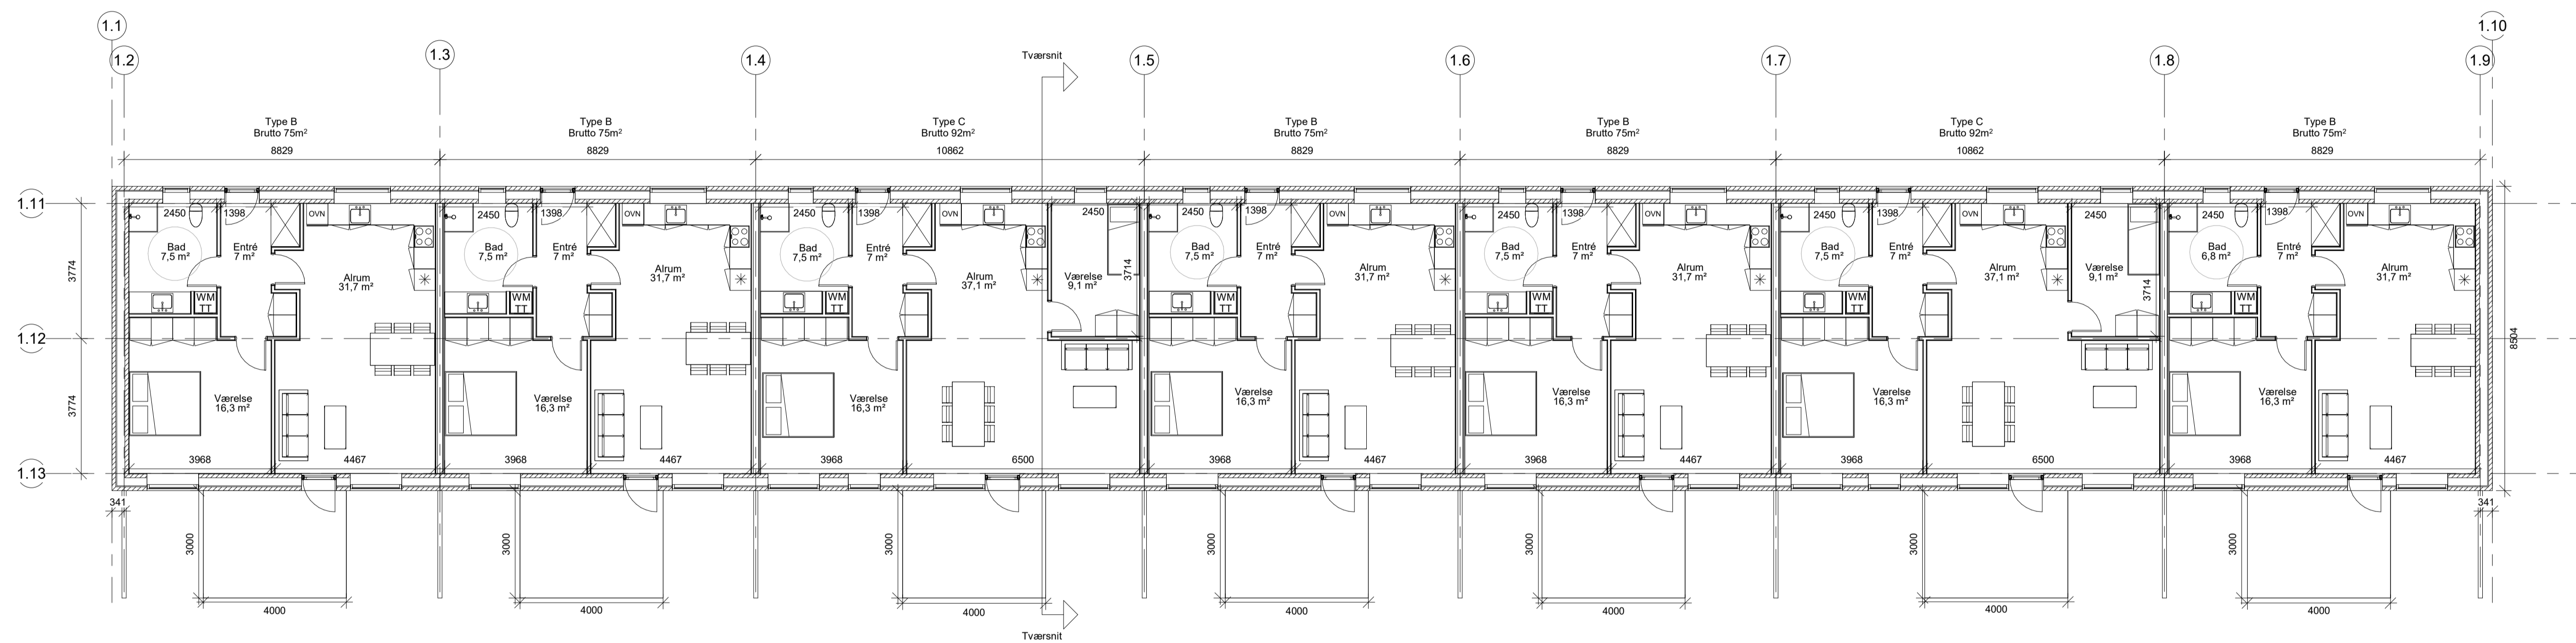 1.1
1.10
1.2
1.3
1.4
1.5
1.6
1.7
1.8
1.9
Tværsnit
Type B
Brutto 75m²
8829
Type B
Brutto 75m²
8829
Type C
Brutto 92m²
10862
Type B
Brutto 75m²
8829
Type B
Brutto 75m²
8829
Type C
Brutto 92m²
10862
Type B
Brutto 75m²
8829
1.11
1.12
1.13
3774
3774
2450
1398
OVN
Bad
7,5 m²
Entré
7 m²
Alrum
31,7 m²
WM
TT
Værelse
16,3 m²
3968
4467
2450
1398
OVN
Bad
7,5 m²
Entré
7 m²
Alrum
31,7 m²
WM
TT
Værelse
16,3 m²
3968
4467
2450
1398
OVN
2450
Bad
7,5 m²
Entré
7 m²
Alrum
37,1 m²
Værelse
9,1 m²
3714
WM
TT
Værelse
16,3 m²
3968
6500
2450
1398
OVN
Bad
7,5 m²
Entré
7 m²
Alrum
31,7 m²
WM
TT
Værelse
16,3 m²
3968
4467
2450
1398
OVN
Bad
7,5 m²
Entré
7 m²
Alrum
31,7 m²
WM
TT
Værelse
16,3 m²
3968
4467
2450
1398
OVN
2450
Bad
7,5 m²
Entré
7 m²
Alrum
37,1 m²
Værelse
9,1 m²
3714
WM
TT
Værelse
16,3 m²
3968
6500
2450
1398
OVN
Bad
6,8 m²
Entré
7 m²
Alrum
31,7 m²
WM
TT
Værelse
16,3 m²
3968
4467
8504
341
341
3000
3000
3000
3000
3000
3000
3000
4000
4000
4000
4000
4000
4000
4000
Tværsnit